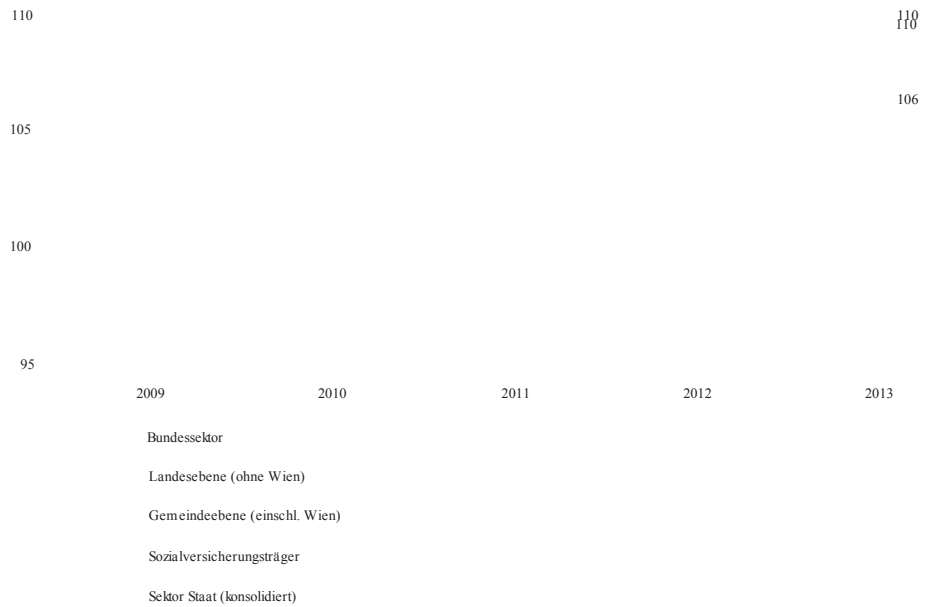 110
110
110
106
105
100
95
2009 2010 2011 2012 2013
Bundessektor
Landesebene (ohne Wien)
Gemeindeebene (einschl. Wien)
Sozialversicherungsträger
Sektor Staat (konsolidiert)